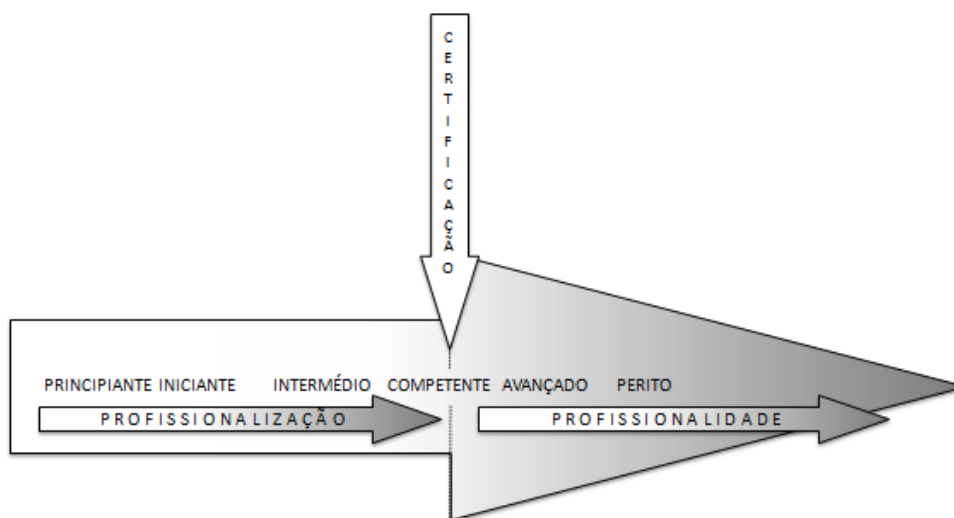 CERTIFICAÇÃO
PRINCIPIANTE INICIANTE INTERMÉDIO COMPETENTE AVANÇADO PERITO
PROFISSIONALIZAÇÃO PROFISSIONALIDADE